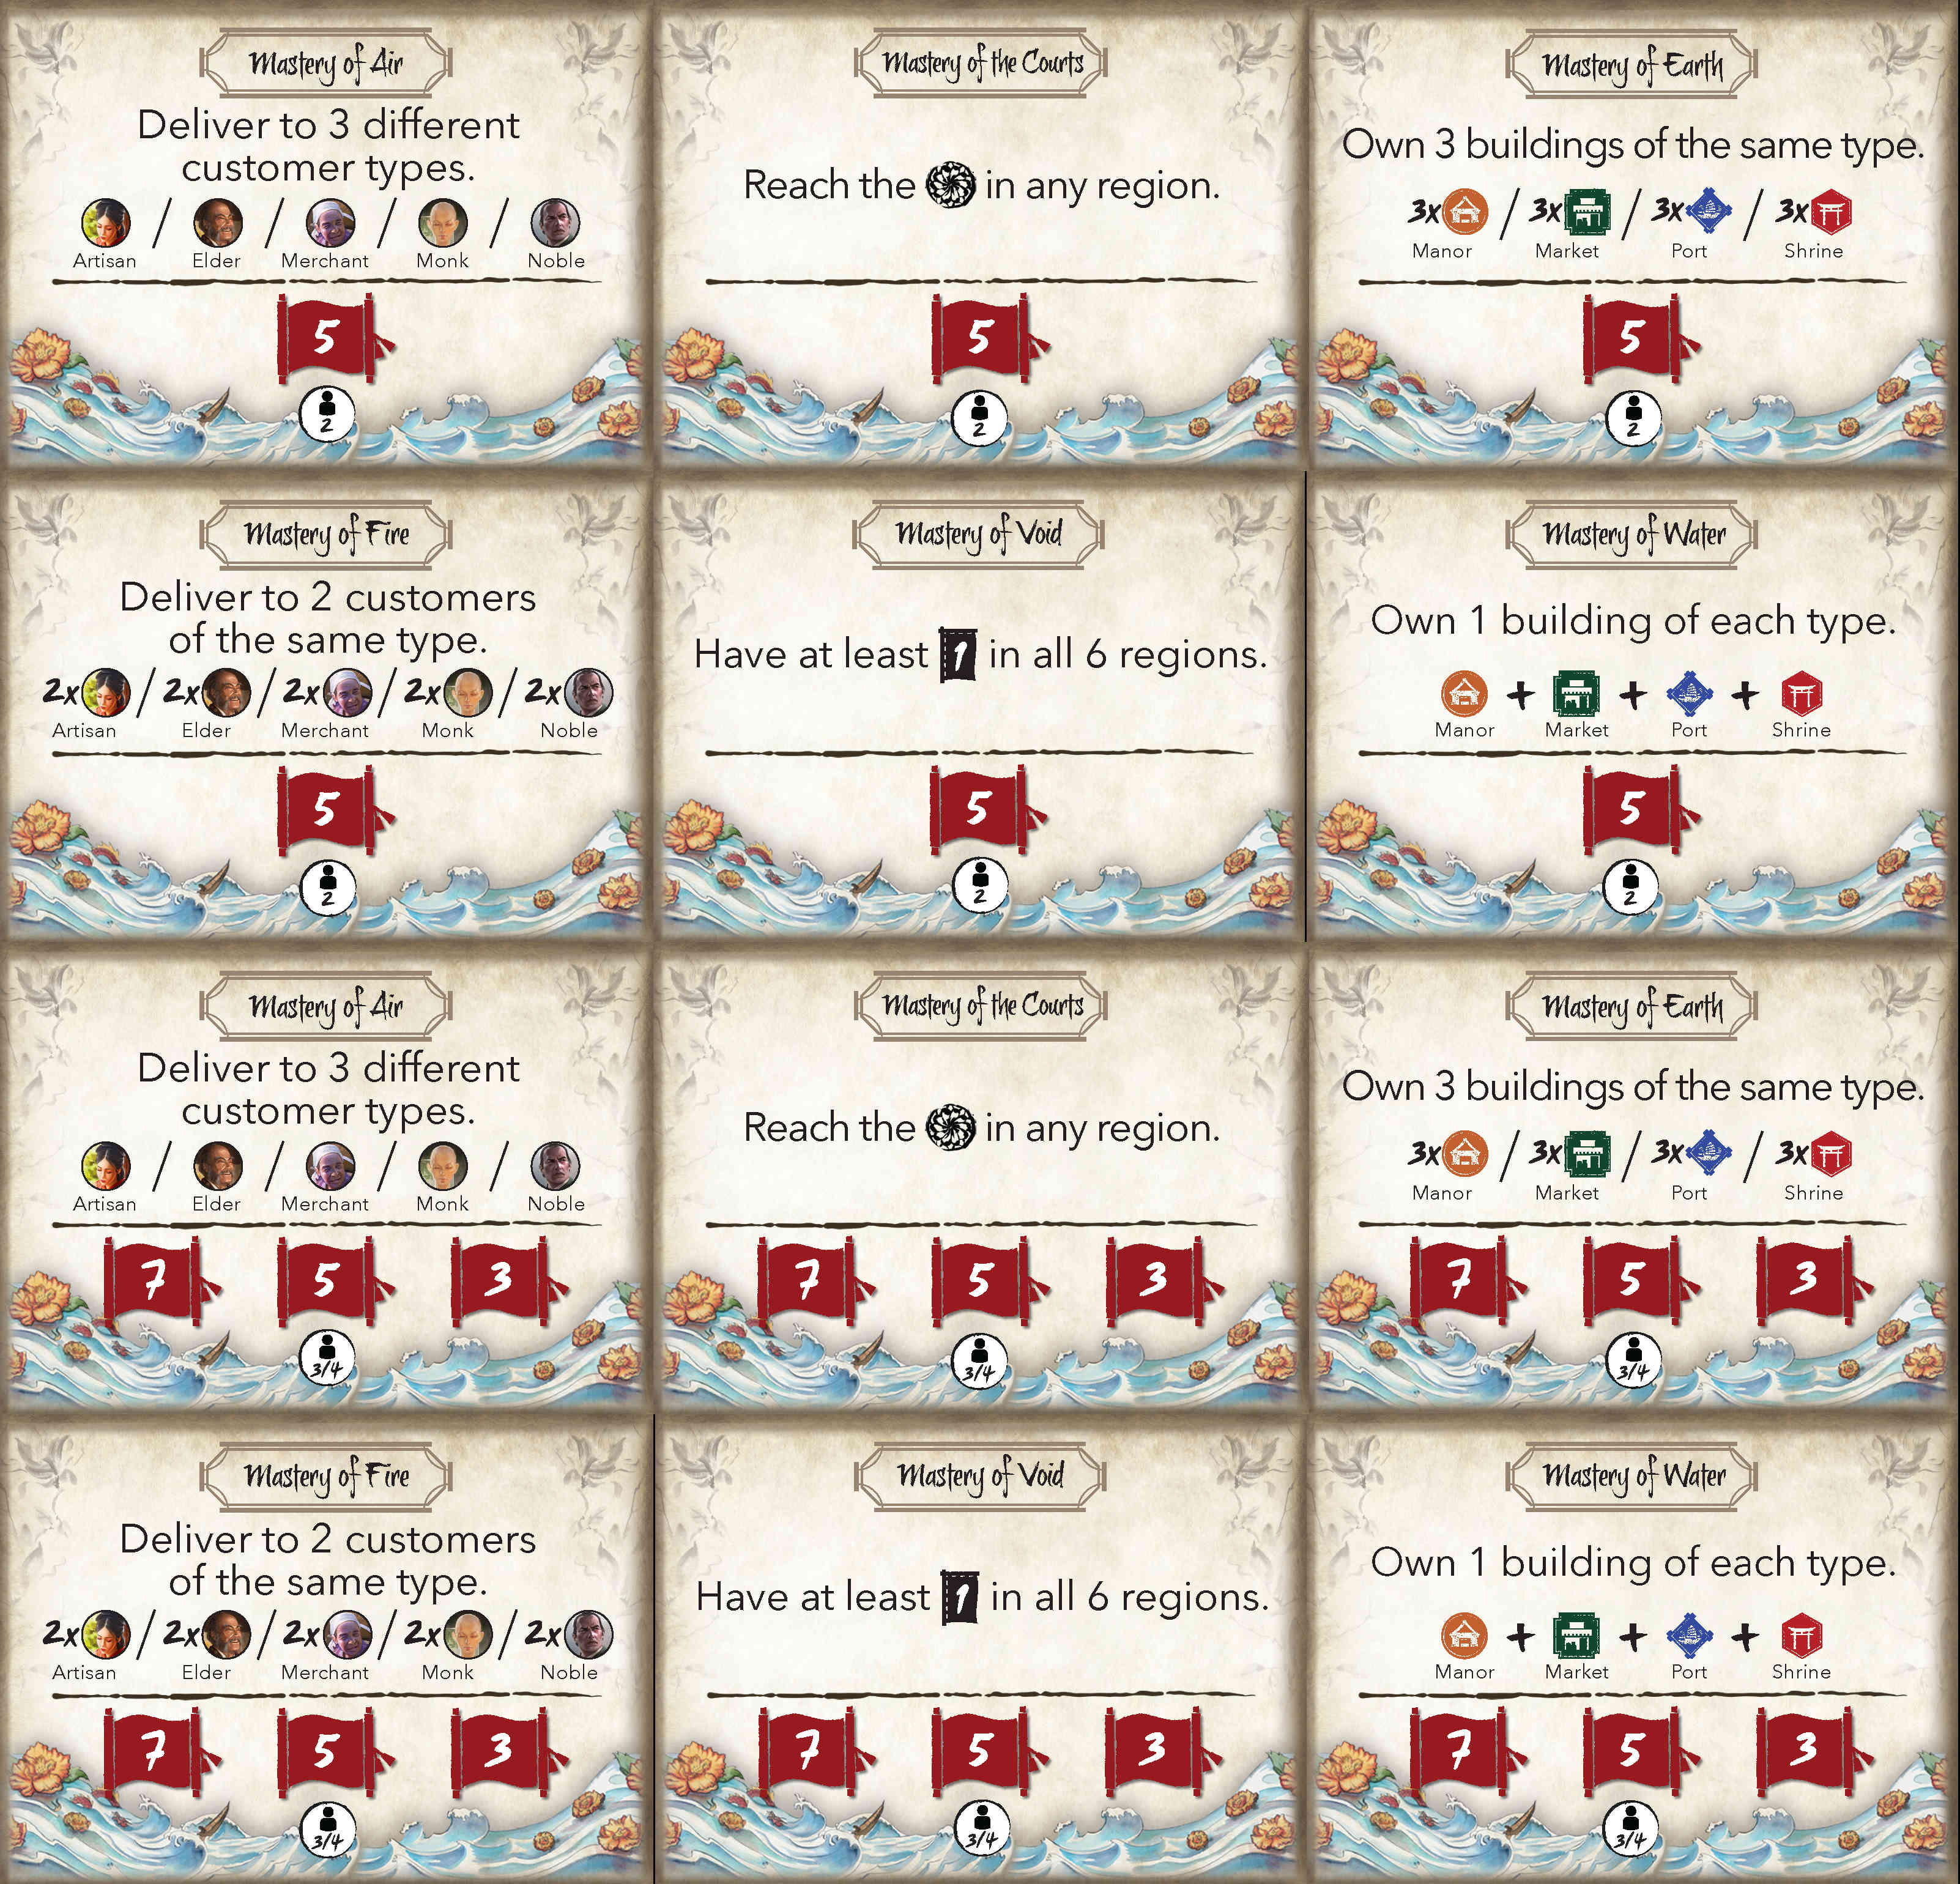 Mastery of Air
Deliver to 3 different
customer types.
/ / / /
Artisan Elder Merchant Monk Noble
5
2
Mastery of the Courts
Reach the in any region.
5
2
Mastery of Earth
Own 3 buildings of the same type.
3x / 3x / 3x / 3x
Manor Market Port Shrine
5
2
Mastery of Fire
Deliver to 2 customers
of the same type.
2x / 2x / 2x / 2x / 2x
Artisan Elder Merchant Monk Noble
5
2
Mastery of Void
Have at least 1 in all 6 regions.
5
2
Mastery of Water
Own 1 building of each type.
+ + +
Manor Market Port Shrine
5
2
Mastery of Air
Deliver to 3 different
customer types.
/ / / /
Artisan Elder Merchant Monk Noble
7 5 3
3/4
Mastery of the Courts
Reach the in any region.
7 5 3
3/4
Mastery of Earth
Own 3 buildings of the same type.
3x / 3x / 3x / 3x
Manor Market Port Shrine
7 5 3
3/4
Mastery of Fire
Deliver to 2 customers
of the same type.
2x / 2x / 2x / 2x / 2x
Artisan Elder Merchant Monk Noble
7 5 3
3/4
Mastery of Void
Have at least 1 in all 6 regions.
7 5 3
3/4
Mastery of Water
Own 1 building of each type.
+ + +
Manor Market Port Shrine
7 5 3
3/4